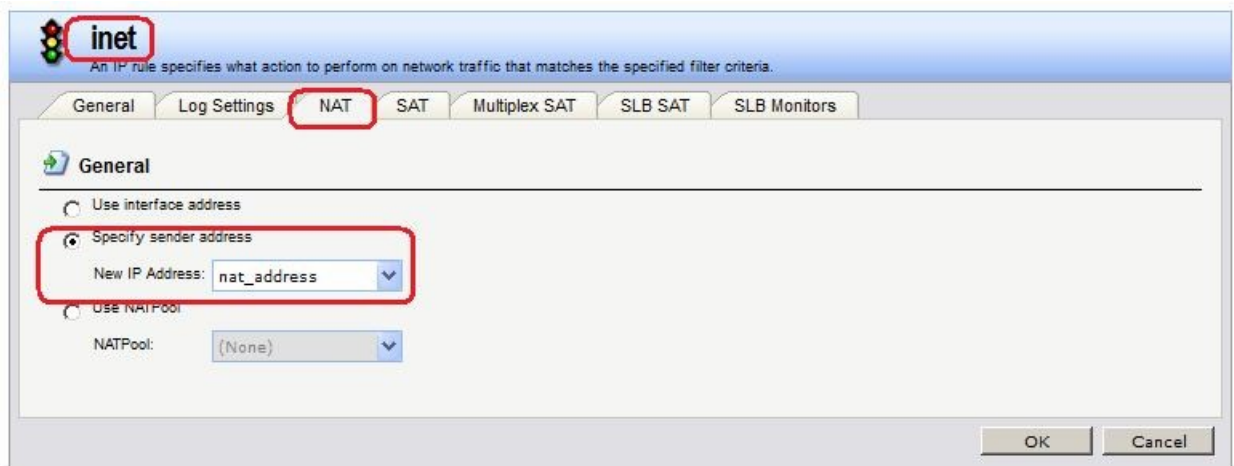 inet
An IP rule specifies what action to perform on network traffic that matches the specified filter criteria.
General Log Settings NAT SAT Multiplex SAT SLB SAT SLB Monitors
General
Use interface address
Specify sender address
New IP Address: nat_address
Use NATPool
NATPool: (None)
OK Cancel